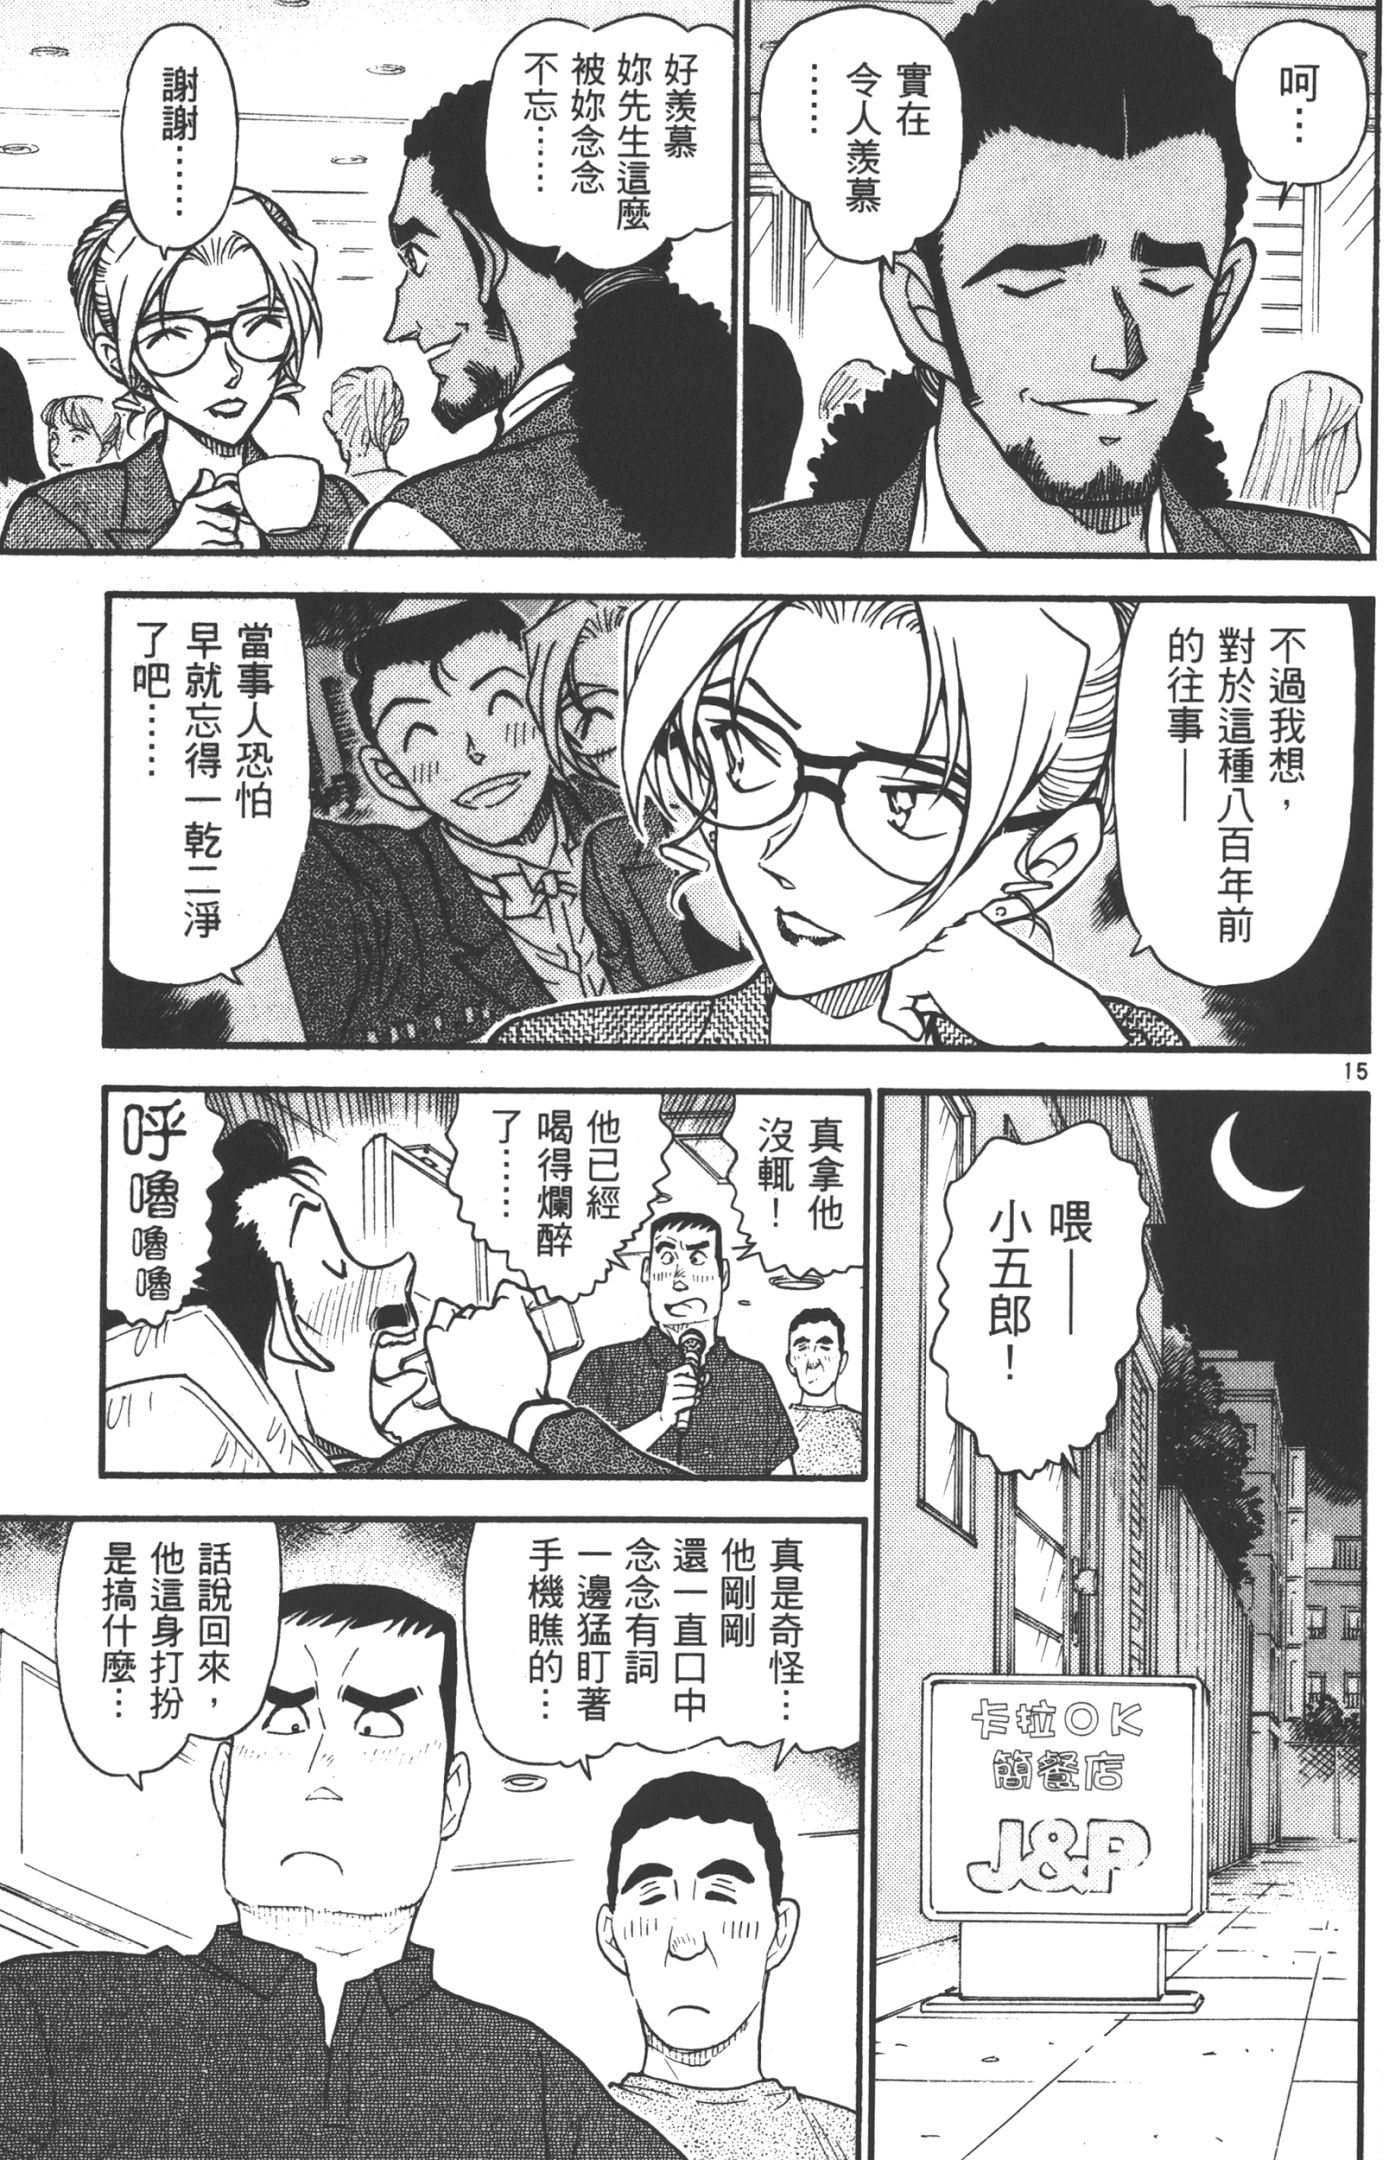 呵…
實在
令人羨慕
……
好羨慕
妳先生這麼
被妳念念
不忘……
謝謝……
不過我想，
對於這種八百年前
的往事——
當事人恐怕
早就忘得一乾二淨
了吧……
15
喂——
小五郎！
卡拉OK
簡餐店
J&P
真拿他
沒輒！
他已經
喝得爛醉
了……
呼嚕嚕嚕
真是奇怪…
他剛剛
還一直口中
念念有詞
一邊猛盯著
手機瞧的…
話說回來，
他這身打扮
是搞什麼…